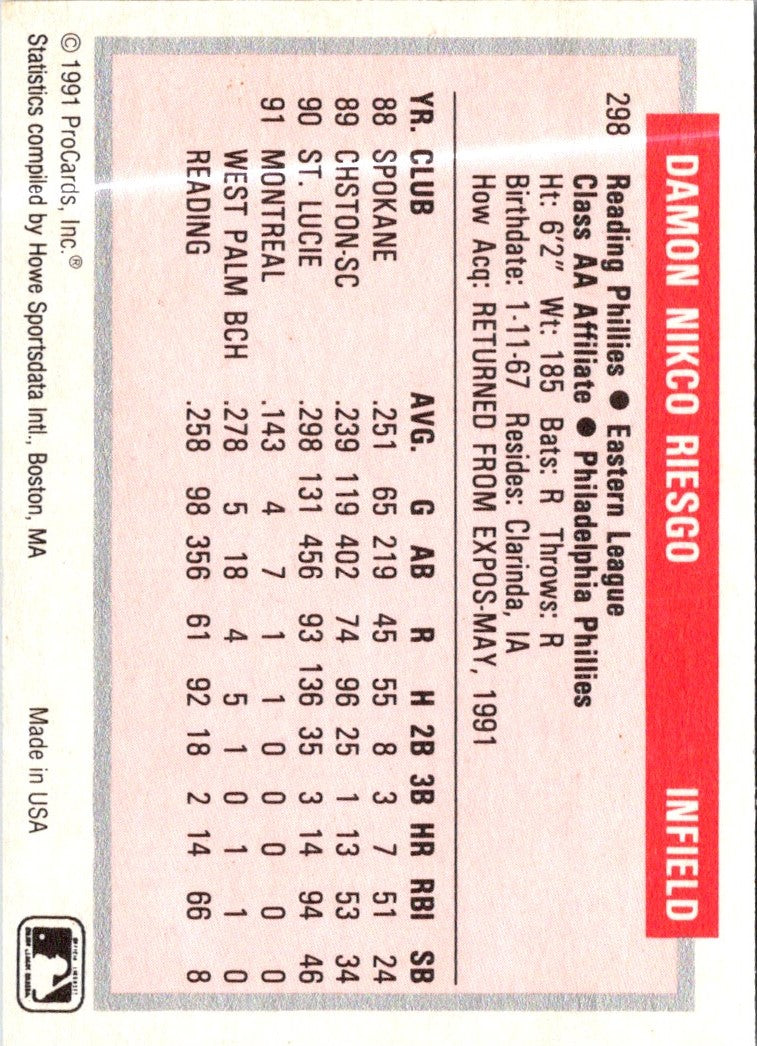 DAMON NIKCO RIESGO INFIELD
298 Reading Phillies ● Eastern League
Class AA Affiliate ● Philadelphia Phillies
Ht: 6'2" Wt: 185 Bats: R Throws: R
Birthdate: 1-11-67 Resides: Clarinda, IA
How Acq: RETURNED FROM EXPOS-MAY, 1991
YR. CLUB AVG. G AB R H 2B 3B HR RBI SB
88 SPOKANE .251 65 219 45 55 8 3 7 51 24
89 CHSTON-SC .239 119 402 74 96 25 1 13 53 34
90 ST. LUCIE .298 131 456 93 136 35 3 14 94 46
91 MONTREAL .143 4 7 1 1 0 0 0 0 0
WEST PALM BCH .278 5 18 4 5 1 0 1 1 0
READING .258 98 356 61 92 18 2 14 66 8
© 1991 ProCards, Inc.®
Statistics compiled by Howe Sportsdata Intl., Boston, MA Made in USA